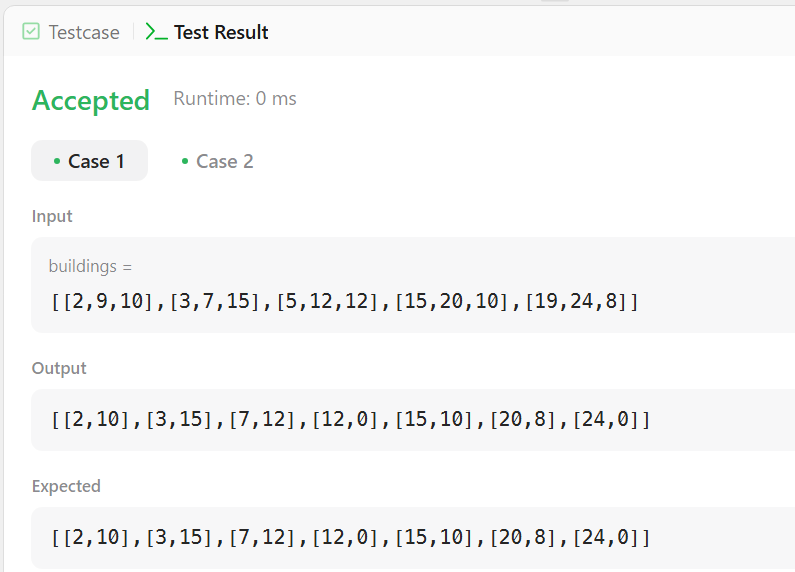 Testcase
Test Result
Accepted
Runtime: 0 ms
Case 1
Case 2
Input
buildings =
[[2,9,10],[3,7,15],[5,12,12],[15,20,10],[19,24,8]]
Output
[[2,10],[3,15],[7,12],[12,0],[15,10],[20,8],[24,0]]
Expected
[[2,10],[3,15],[7,12],[12,0],[15,10],[20,8],[24,0]]